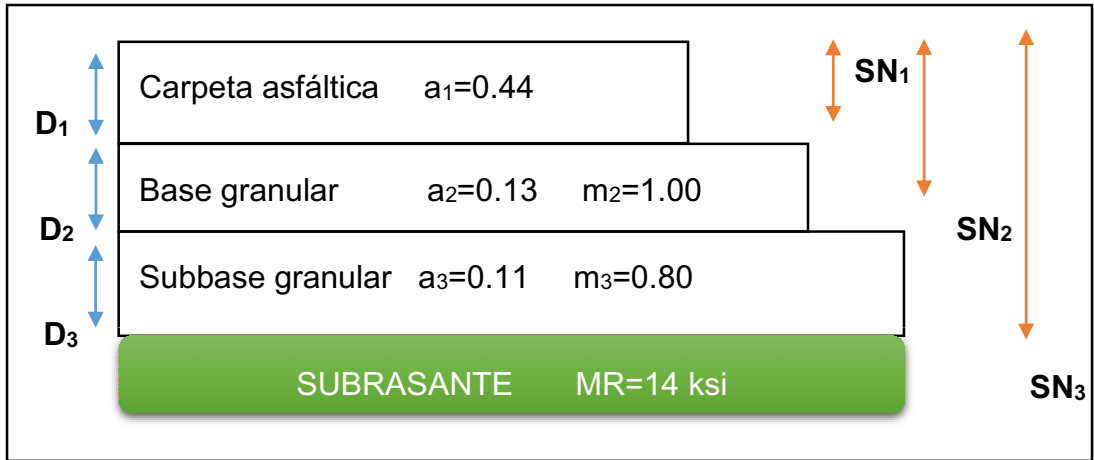 Carpeta asfáltica a₁=0.44
D₁
Base granular a₂=0.13 m₂=1.00
D₂
Subbase granular a₃=0.11 m₃=0.80
D₃
SUBRASANTE MR=14 ksi
SN₁
SN₂
SN₃